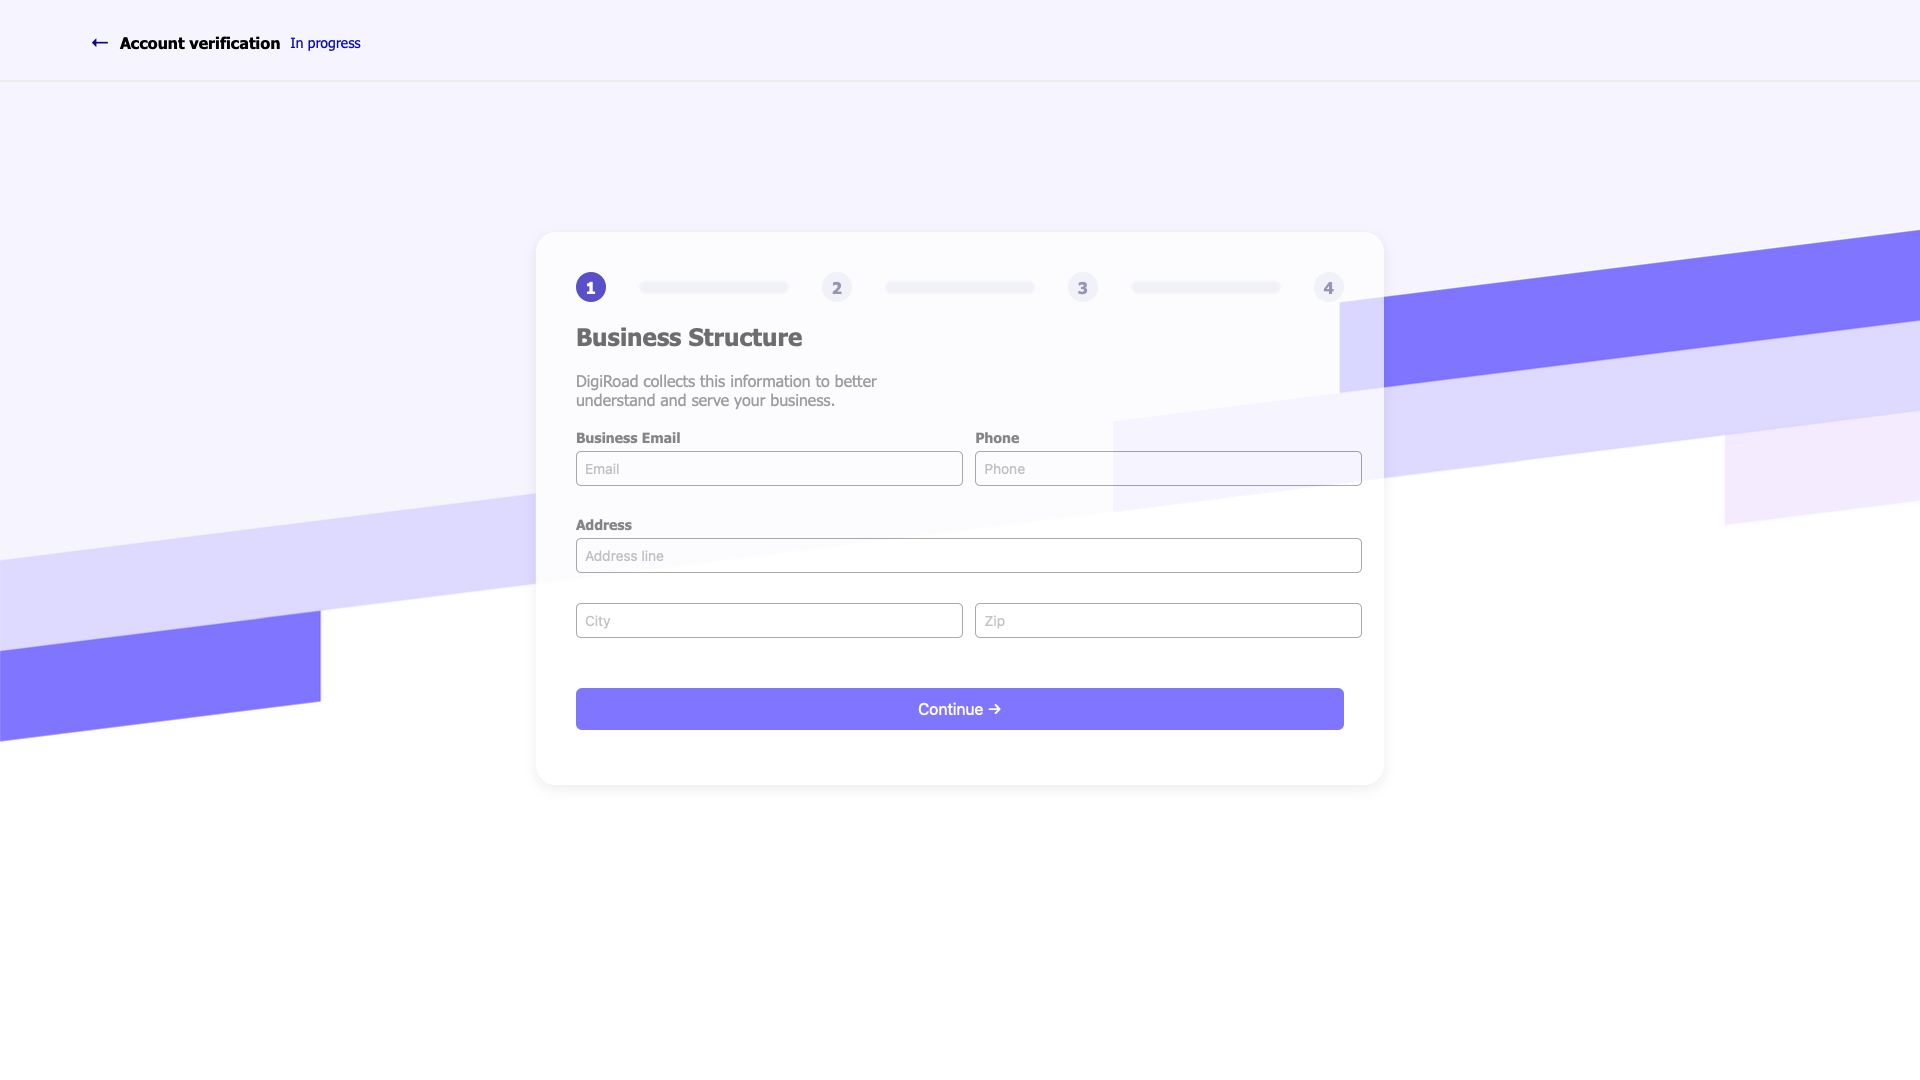 ← Account verification In progress
1 2 3 4
Business Structure
DigiRoad collects this information to better
understand and serve your business.
Business Email Phone
Email Phone
Address
Address line
City Zip
Continue →